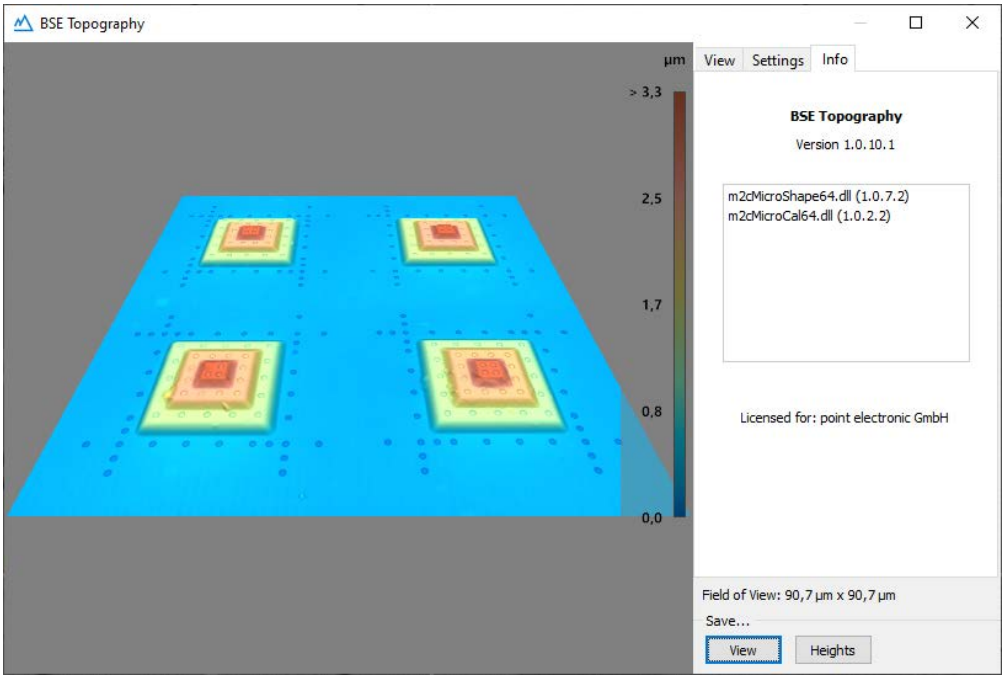 BSE Topography
µm
> 3,3
2,5
1,7
0,8
0,0
View Settings Info
BSE Topography
Version 1.0.10.1
m2cMicroShape64.dll (1.0.7.2)
m2cMicroCal64.dll (1.0.2.2)
Licensed for: point electronic GmbH
Field of View: 90,7 µm x 90,7 µm
Save...
View Heights